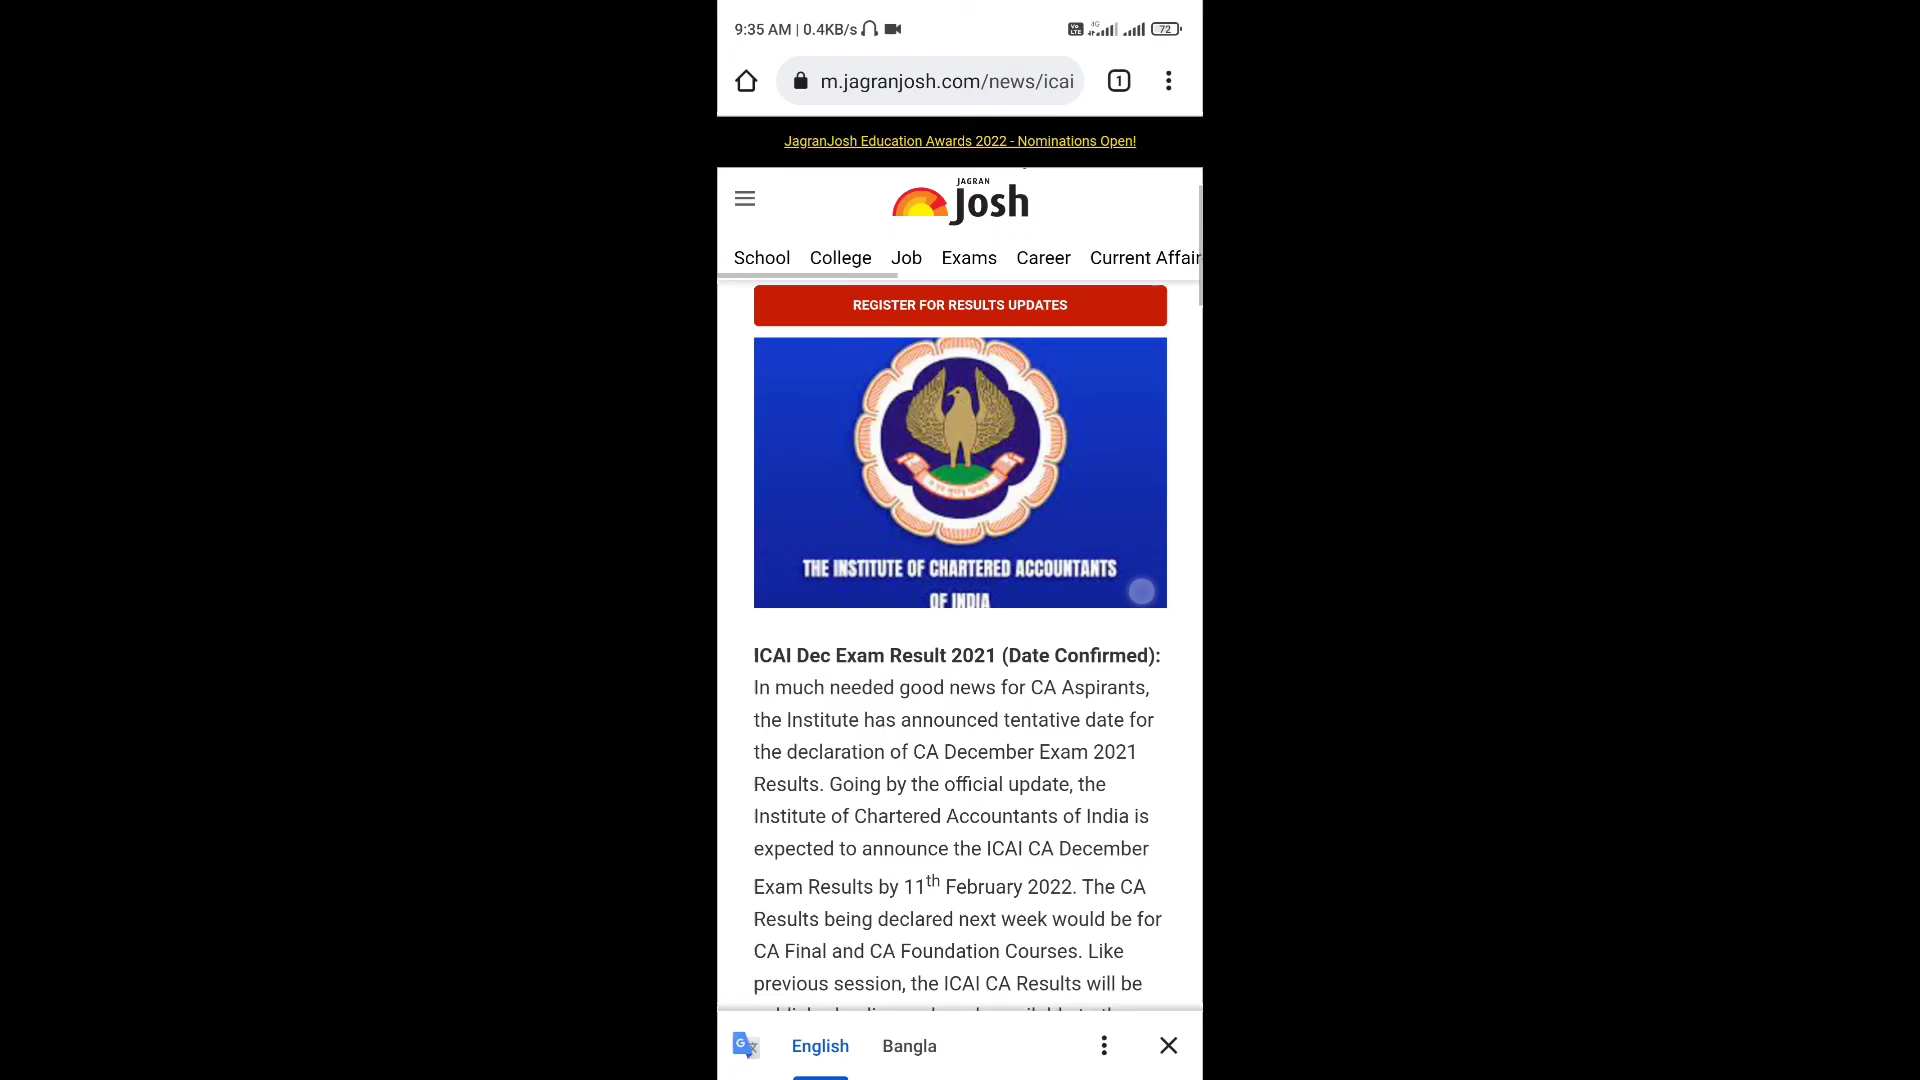 9:35 AM | 0.4KB/s
Vo LTE 4G 72
m.jagranjosh.com/news/icai
1
JagranJosh Education Awards 2022 - Nominations Open!
JAGRAN
Josh
School College Job Exams Career Current Affair
REGISTER FOR RESULTS UPDATES
THE INSTITUTE OF CHARTERED ACCOUNTANTS
OF INDIA
ICAI Dec Exam Result 2021 (Date Confirmed):
In much needed good news for CA Aspirants,
the Institute has announced tentative date for
the declaration of CA December Exam 2021
Results. Going by the official update, the
Institute of Chartered Accountants of India is
expected to announce the ICAI CA December
Exam Results by 11th February 2022. The CA
Results being declared next week would be for
CA Final and CA Foundation Courses. Like
previous session, the ICAI CA Results will be
English Bangla